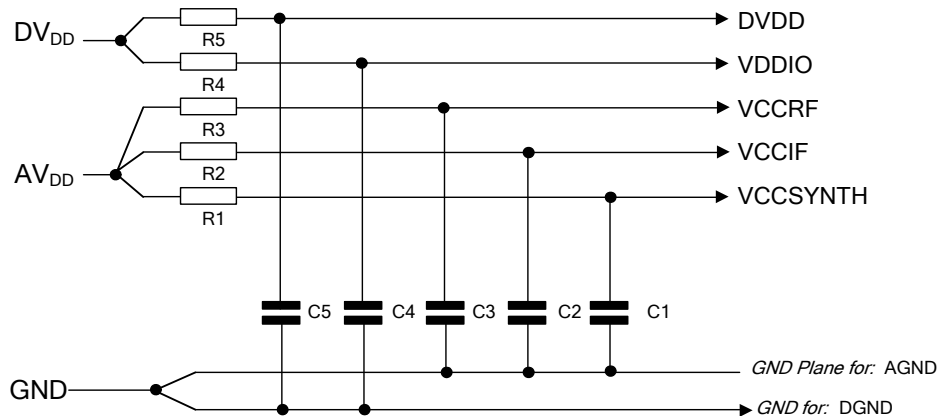 DVDD
DVDD
R5
VDDIO
R4
VCCRF
R3
VCCIF
AVDD
R2
VCCSYNTH
R1
C5 C4 C3 C2 C1
GND Plane for: AGND
GND
GND for: DGND